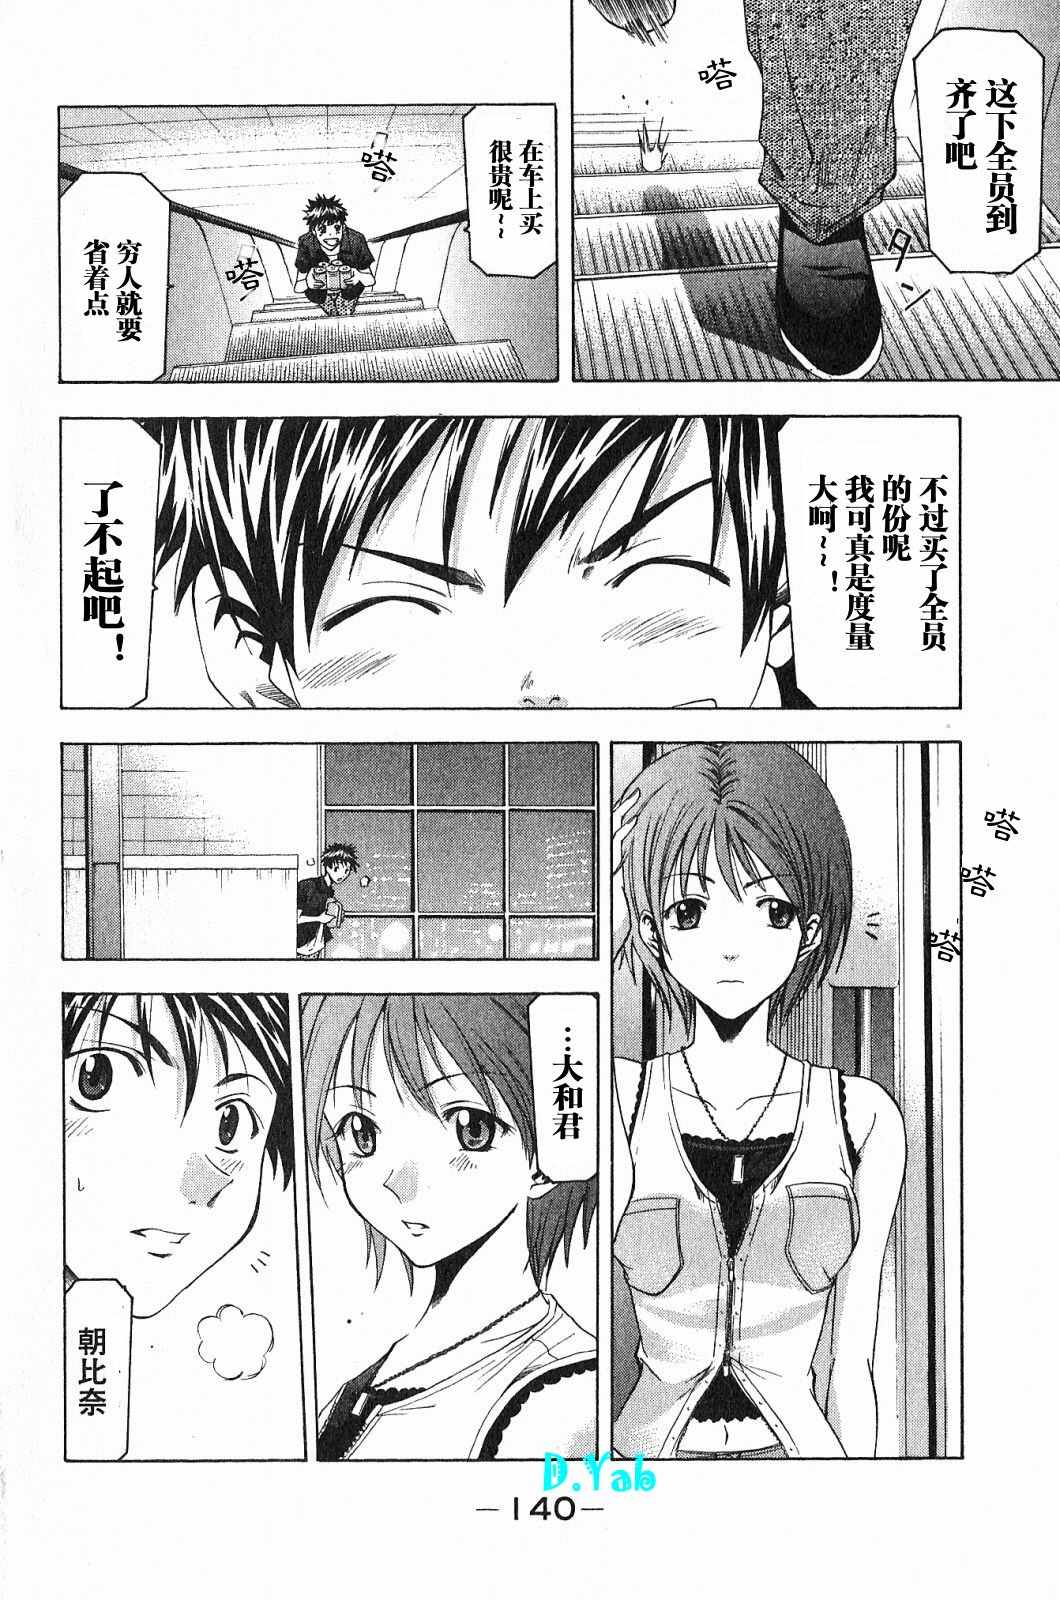 这下全员到
齐了吧
嗒
タン
在车上买
很贵呢~
嗒
嗒
穷人就要
省着点
不过买了全员
的份呢
我可真是度量
大呵~~!
了不起吧!
嗒
嗒
嗒
…大和君
朝比奈
D.Yab
—140—